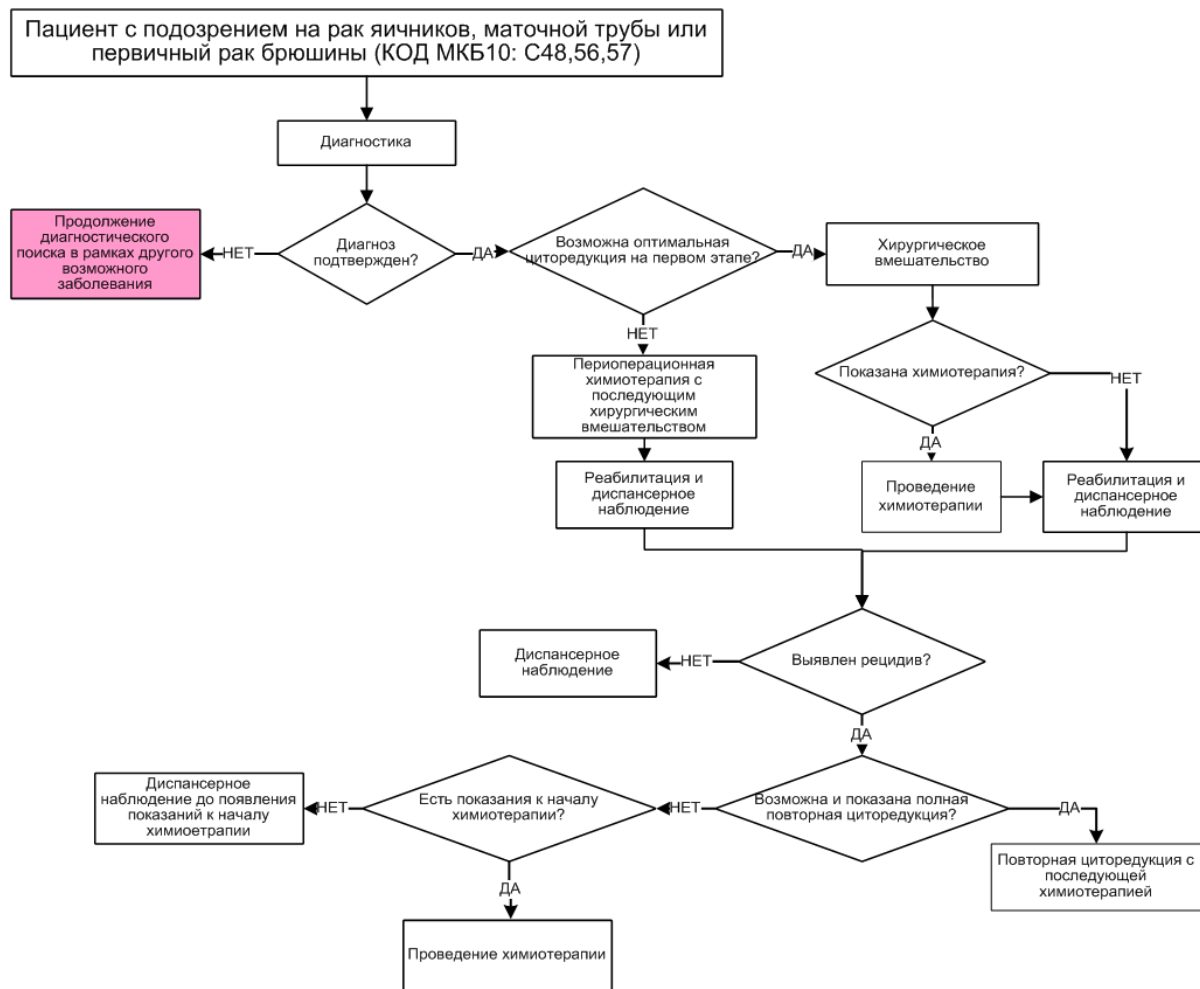 Пациент с подозрением на рак яичников, маточной трубы или
первичный рак брюшины (КОД МКБ10: С48,56,57)
Диагностика
Продолжение
диагностического
поиска в рамках другого
возможного
заболевания
НЕТ
Диагноз
подтвержден?
ДА
Возможна оптимальная
циторедукция на первом этапе?
ДА
Хирургическое
вмешательство
НЕТ
Периоперационная
химиотерапия с
последующим
хирургическим
вмешательством
Показана химиотерапия?
НЕТ
ДА
Реабилитация и
диспансерное
наблюдение
Проведение
химиотерапии
Реабилитация и
диспансерное
наблюдение
Диспансерное
наблюдение
НЕТ
Выявлен рецидив?
ДА
Диспансерное
наблюдение до появления
показаний к началу
химиоетрапии
НЕТ
Есть показания к началу
химиотерапии?
НЕТ
Возможна и показана полная
повторная циторедукция?
ДА
Повторная циторедукция с
последующей
химиотерапией
ДА
Проведение химиотерапии